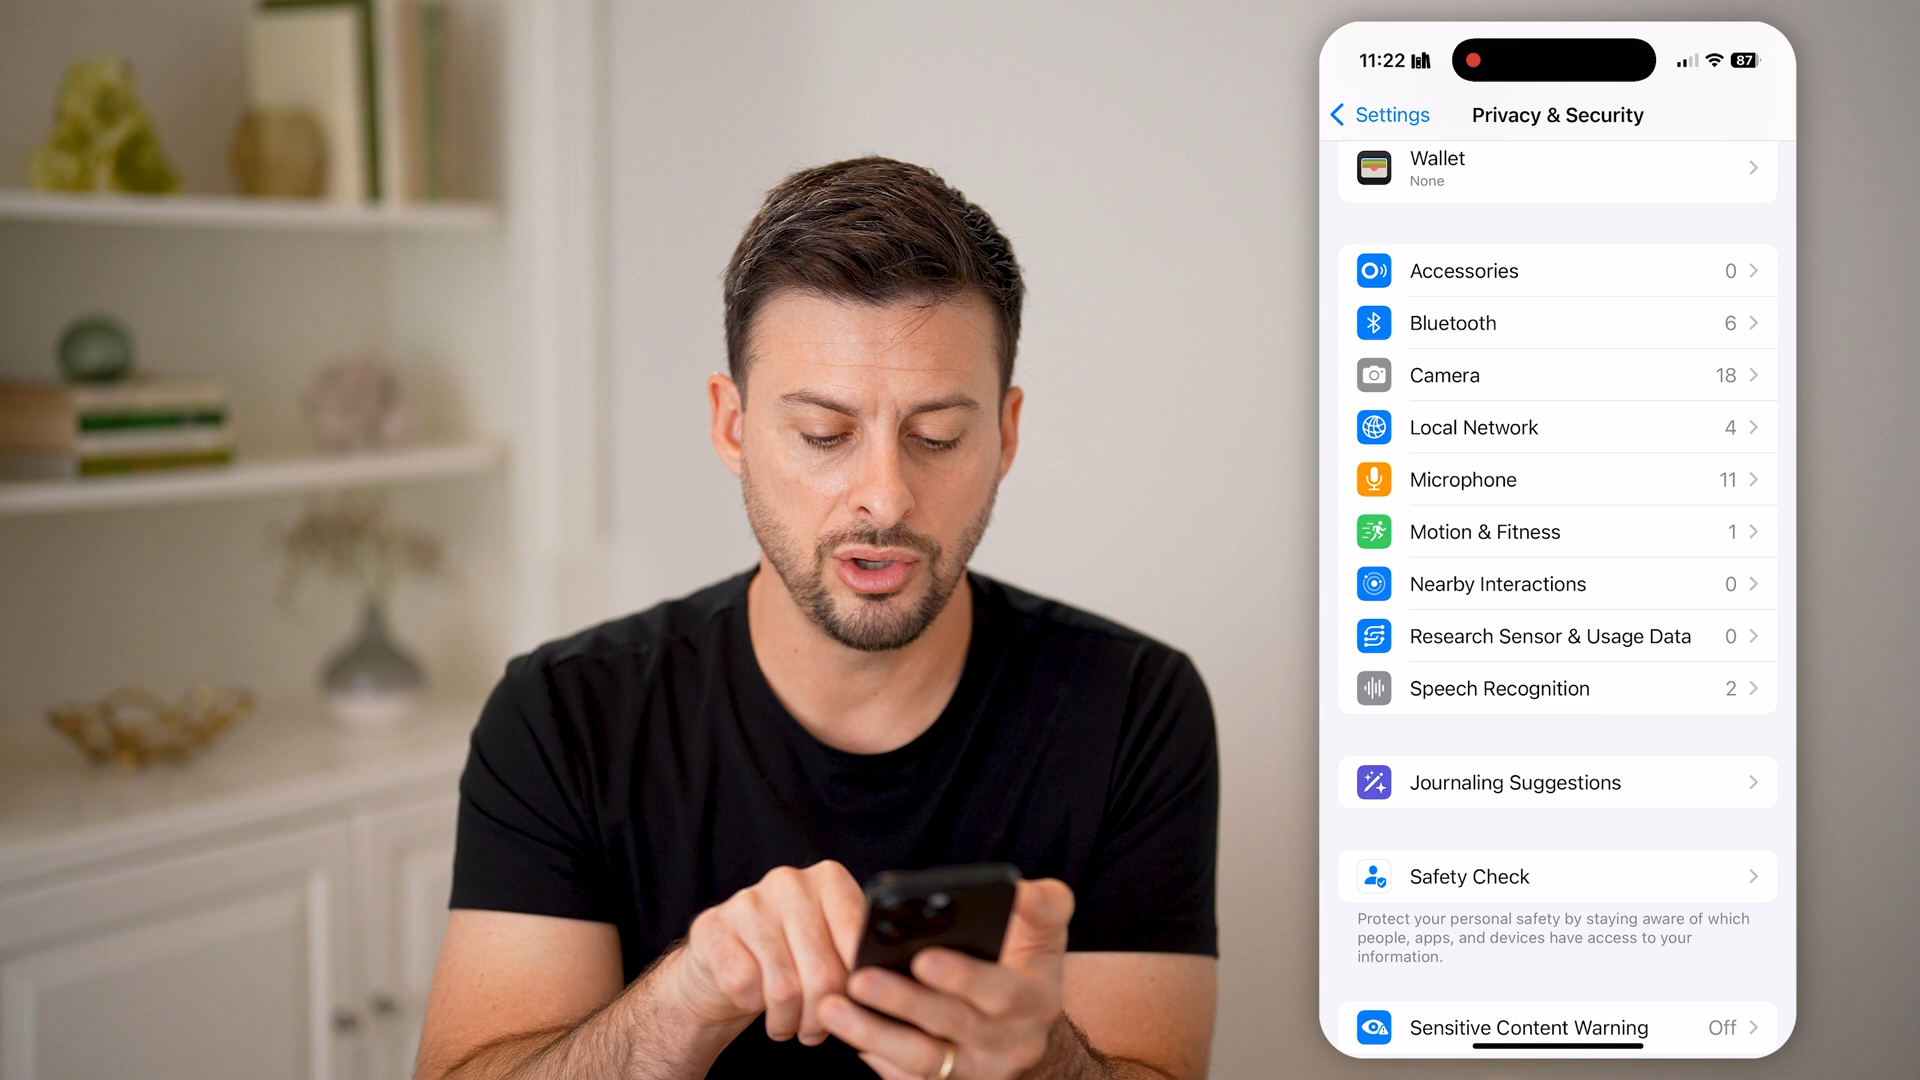 11:22
87
Settings
Privacy & Security
Wallet
None
Accessories 0
Bluetooth 6
Camera 18
Local Network 4
Microphone 11
Motion & Fitness 1
Nearby Interactions 0
Research Sensor & Usage Data 0
Speech Recognition 2
Journaling Suggestions
Safety Check
Protect your personal safety by staying aware of which
people, apps, and devices have access to your
information.
Sensitive Content Warning Off